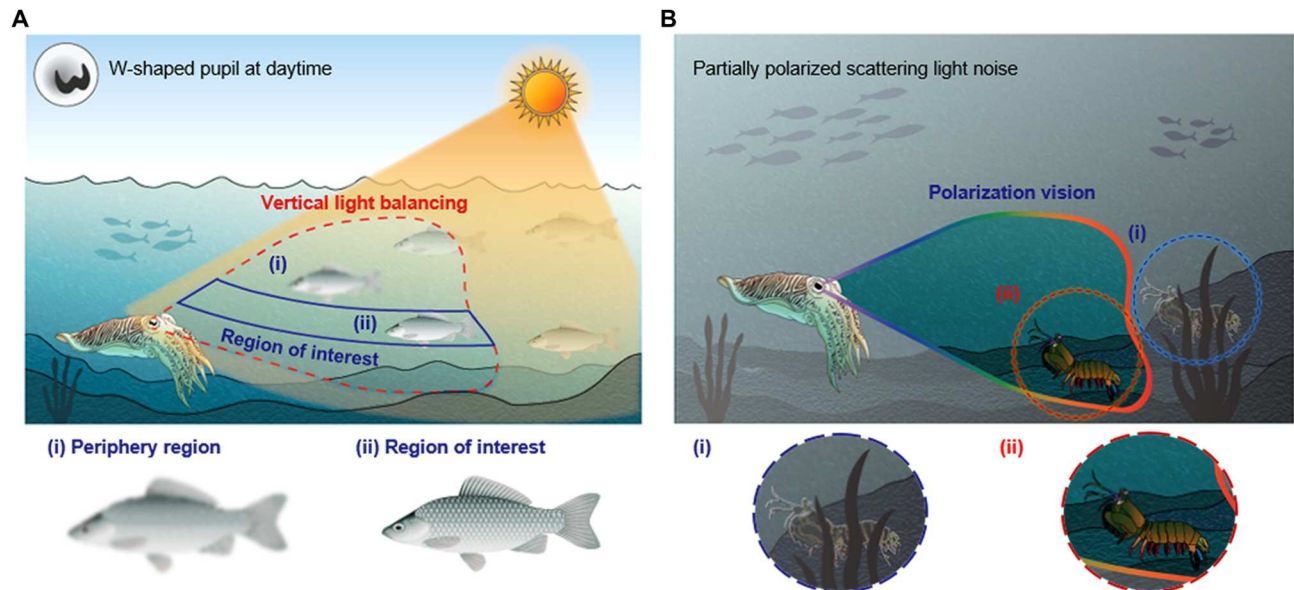 A
W-shaped pupil at daytime
Vertical light balancing
(i)
(ii)
Region of interest
(i) Periphery region
(ii) Region of interest
B
Partially polarized scattering light noise
Polarization vision
(i)
(ii)
(i)
(ii)